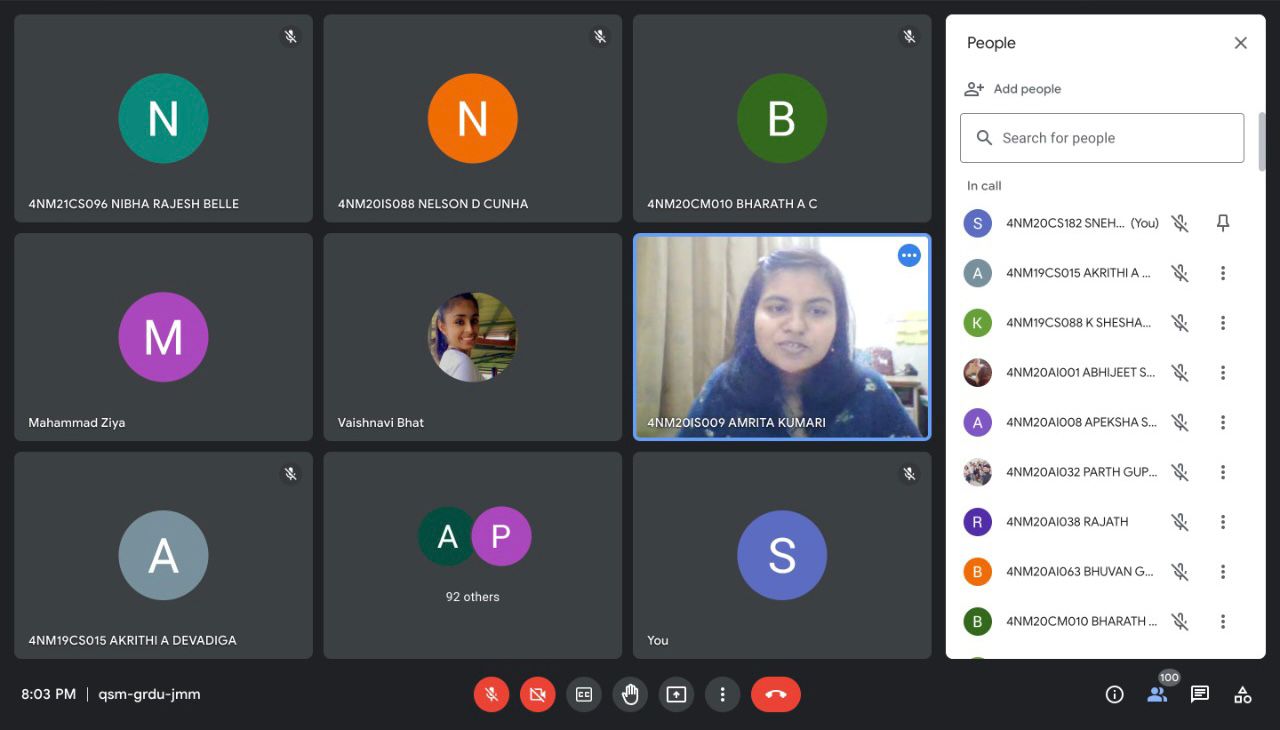 N
4NM21CS096 NIBHA RAJESH BELLE
N
4NM20IS088 NELSON D CUNHA
B
4NM20CM010 BHARATH A C
M
Mahammad Ziya
Vaishnavi Bhat
4NM20IS009 AMRITA KUMARI
A
4NM19CS015 AKRITHI A DEVADIGA
A P
92 others
S
You
People
Add people
Search for people
In call
S 4NM20CS182 SNEH... (You)
A 4NM19CS015 AKRITHI A ...
K 4NM19CS088 K SHESHA...
4NM20AI001 ABHIJEET S...
A 4NM20AI008 APEKSHA S...
4NM20AI032 PARTH GUP...
R 4NM20AI038 RAJATH
B 4NM20AI063 BHUVAN G...
B 4NM20CM010 BHARATH ...
8:03 PM | qsm-grdu-jmm
CC
100